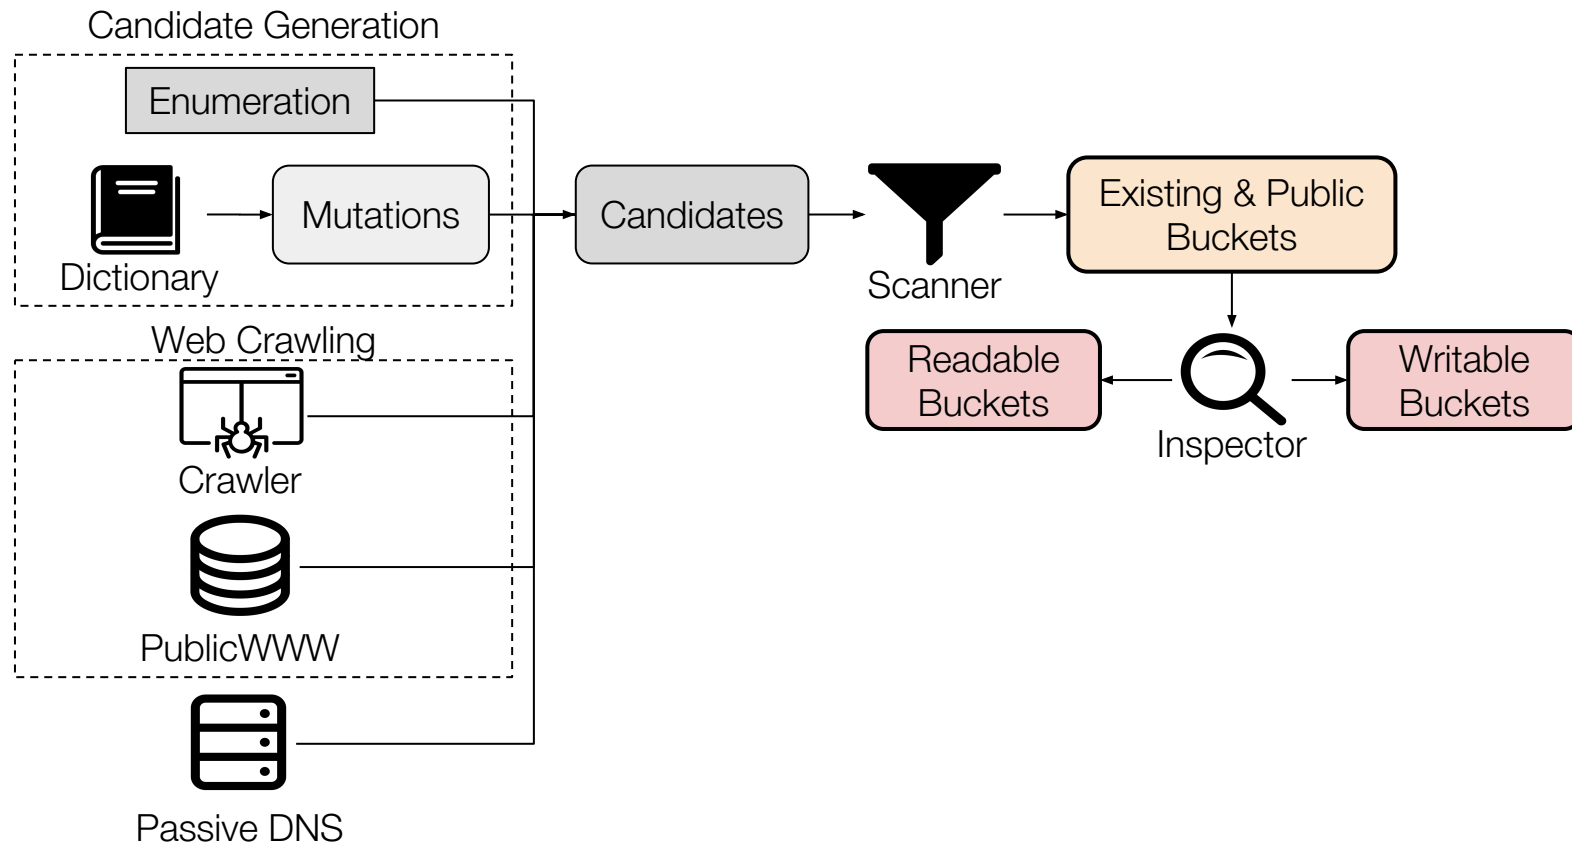 Candidate Generation
Enumeration
Dictionary
Mutations
Candidates
Scanner
Existing & Public
Buckets
Web Crawling
Crawler
PublicWWW
Passive DNS
Readable
Buckets
Inspector
Writable
Buckets